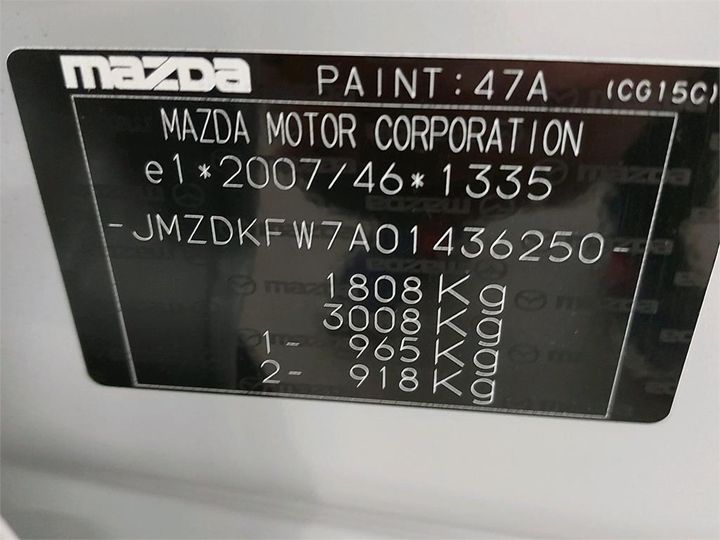 mazda PAINT:47A (CG15C)
MAZDA MOTOR CORPORATION
e1*2007/46*1335
-JMZDKFW7A01436250-
1808Kg
3008Kg
1- 965Kg
2- 918Kg